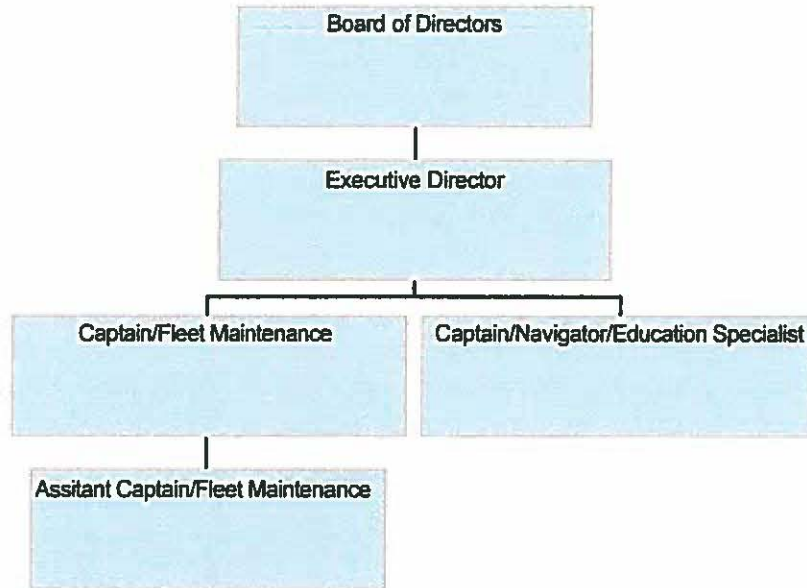 Board of Directors
Executive Director
Captain/Fleet Maintenance
Captain/Navigator/Education Specialist
Assitant Captain/Fleet Maintenance